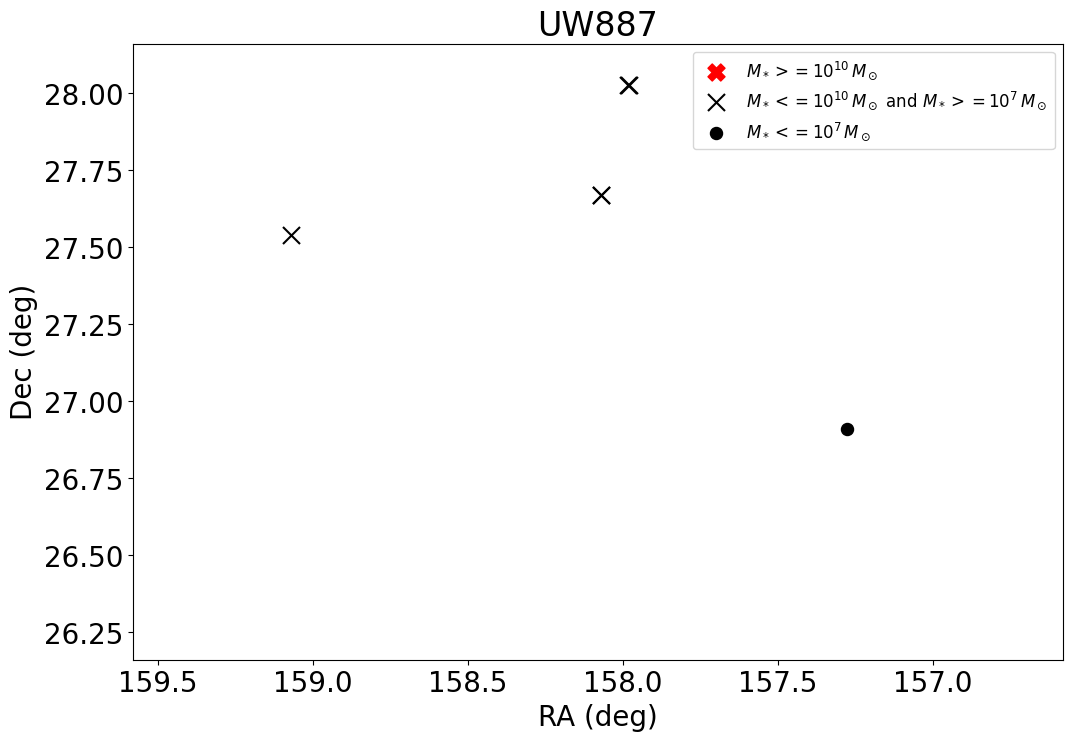 UW887
M* >= 10^10 M⊙
M* <= 10^10 M⊙ and M* >= 10^7 M⊙
M* <= 10^7 M⊙
28.00
27.75
27.50
27.25
27.00
26.75
26.50
26.25
Dec (deg)
159.5 159.0 158.5 158.0 157.5 157.0
RA (deg)